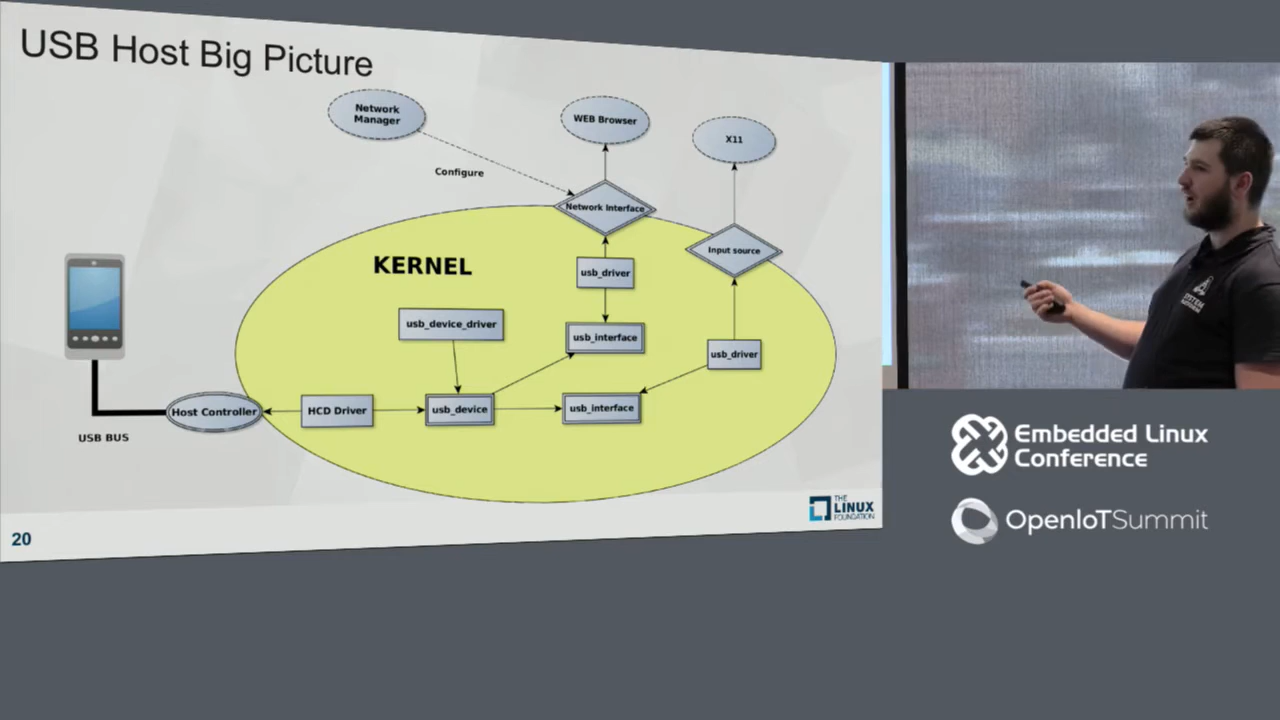 USB Host Big Picture
Network
Manager
WEB Browser
X11
Configure
Network Interface
Input source
KERNEL
usb_driver
usb_device_driver
usb_interface
usb_driver
Host Controller
HCD Driver
usb_device
usb_interface
USB BUS
THE
LINUX
FOUNDATION
20
Embedded Linux
Conference
OpenIoTSummit